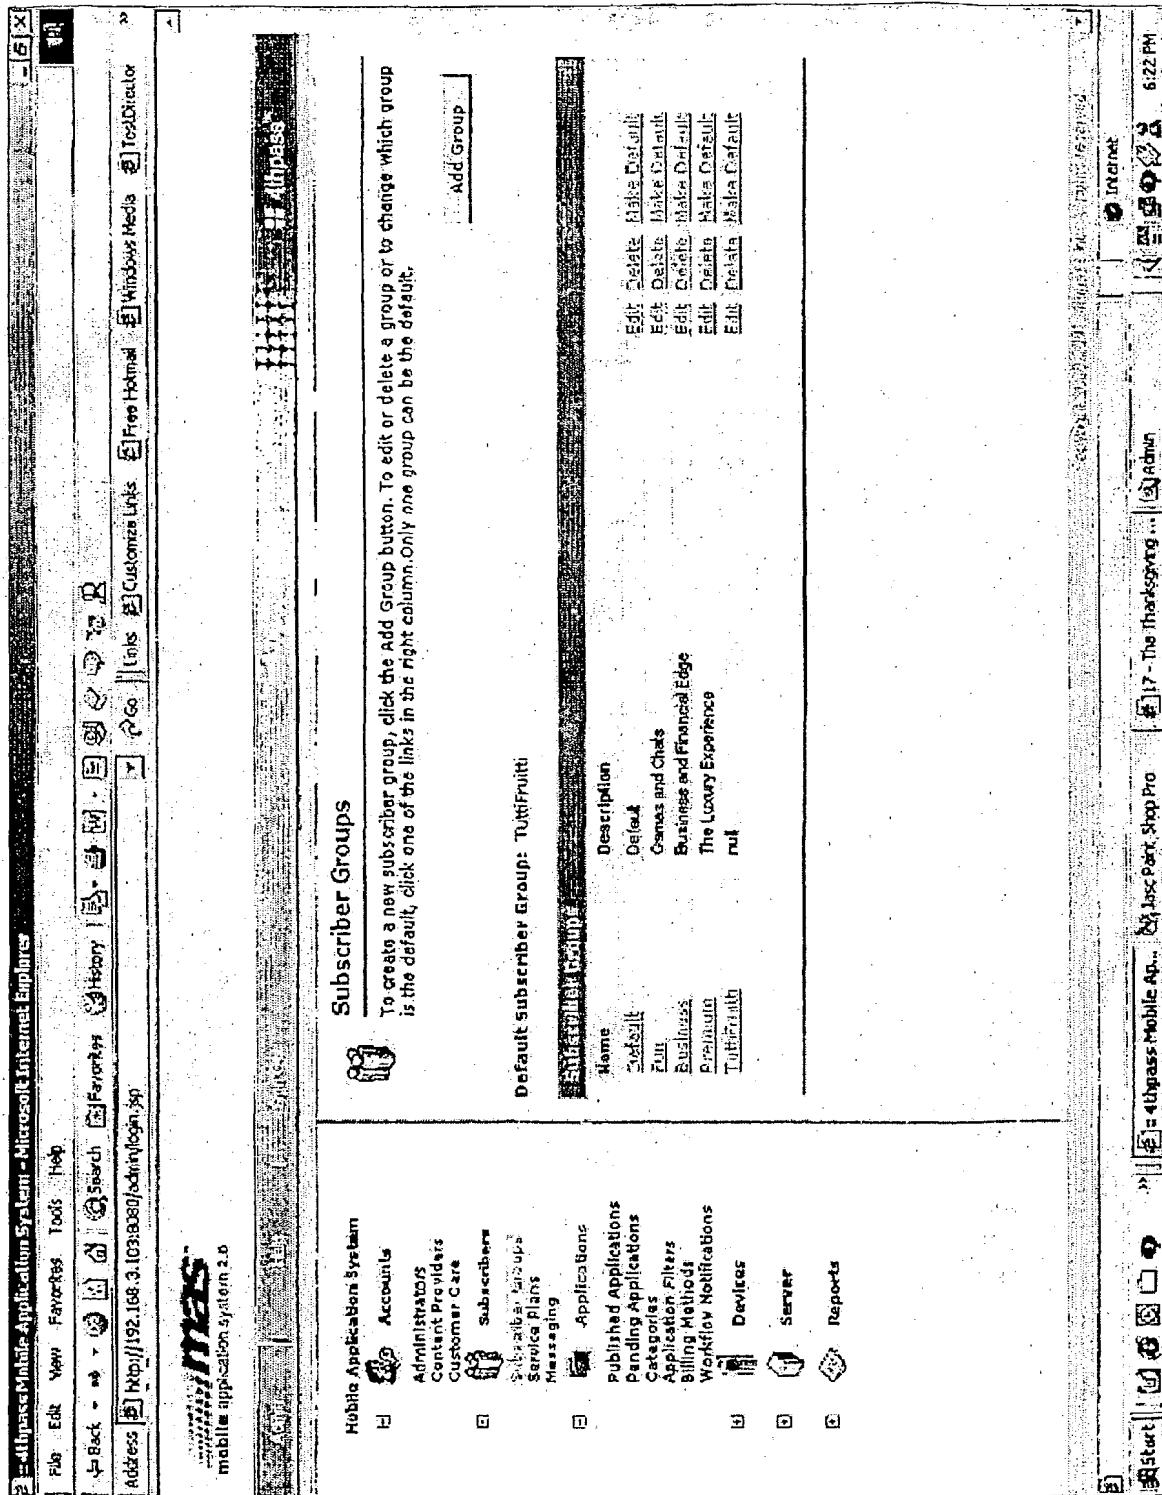 4thpass Mobile Application System - Microsoft Internet Explorer
File Edit View Favorites Tools Help
Back Search Favorites History
Address http://192.168.3.103:8080/admin/login.jsp Go Links Customize Links Free Hotmail Windows Media TestDirector
mas
mobile application system 2.0
4thpass
Mobile Application System
Accounts
Administrators
Content Providers
Customer Care
Subscribers
Subscriber Groups
Service Plans
Messaging
Applications
Published Applications
Pending Applications
Categories
Application Filters
Billing Methods
Workflow Notifications
Devices
Server
Reports
Subscriber Groups
To create a new subscriber group, click the Add Group button. To edit or delete a group or to change which group
is the default, click one of the links in the right column. Only one group can be the default.
Add Group
Default Subscriber Group: TuttiFruitti
Subscriber Groups
Name Description
Default Default Edit Delete Make Default
Fun Games and Chats Edit Delete Make Default
Business Business and Financial Edge Edit Delete Make Default
Premium The Luxury Experience Edit Delete Make Default
TuttiFruitti null Edit Delete Make Default
Internet
Start 4thpass Mobile Ap... Jasc Paint Shop Pro 17 - The Thanksgiving ... Admin 6:22 PM